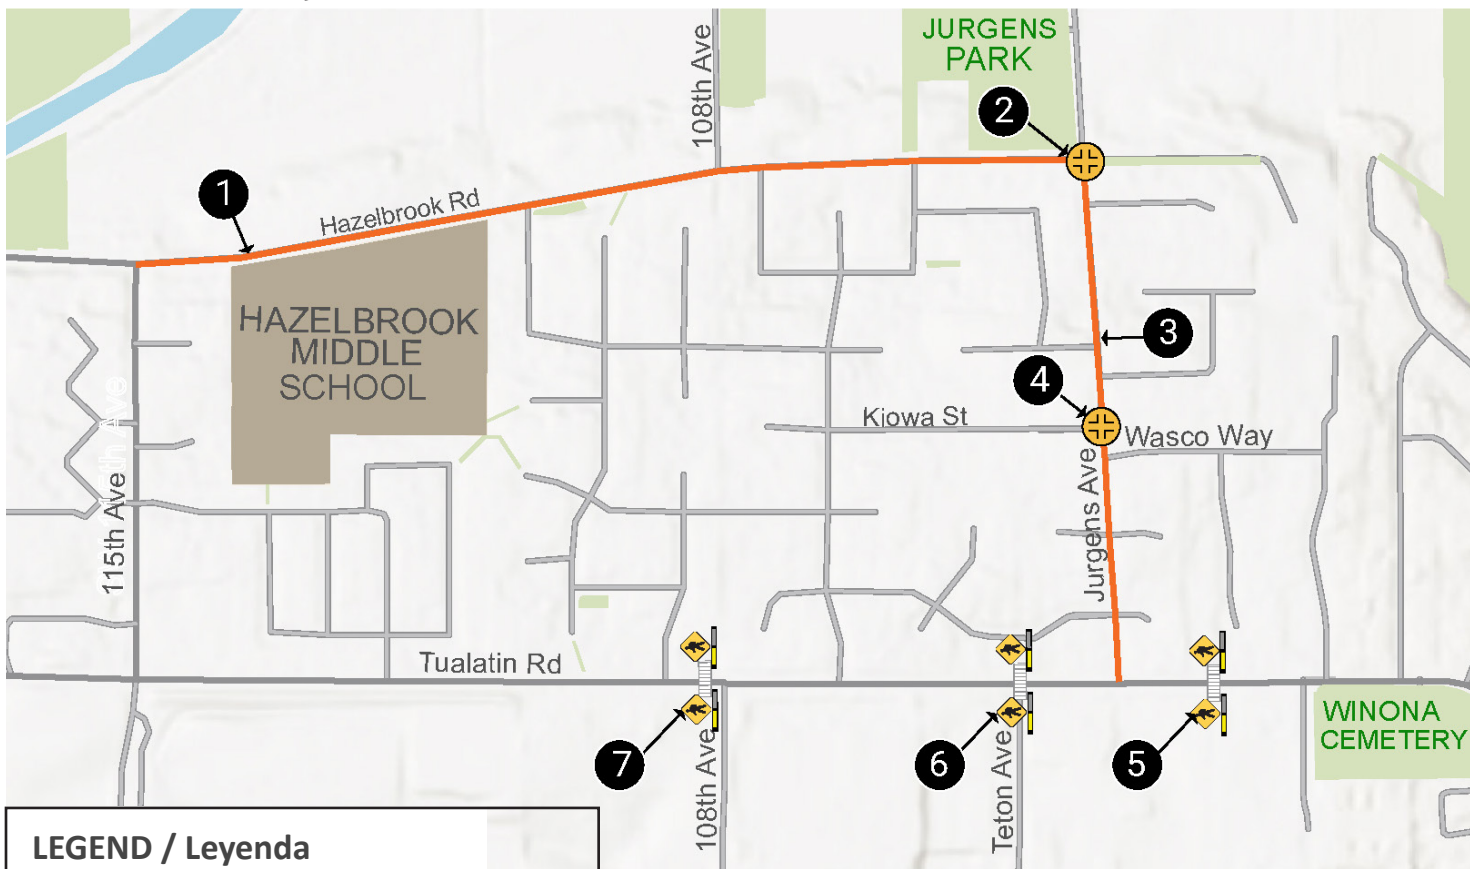 JURGENS
PARK
108th Ave
2
1
Hazelbrook Rd
HAZELBROOK
MIDDLE
SCHOOL
3
4
Kiowa St
Wasco Way
115th Ave
Jurgens Ave
Tualatin Rd
WINONA
CEMETERY
7
6
5
108th Ave
Teton Ave
LEGEND / Leyenda